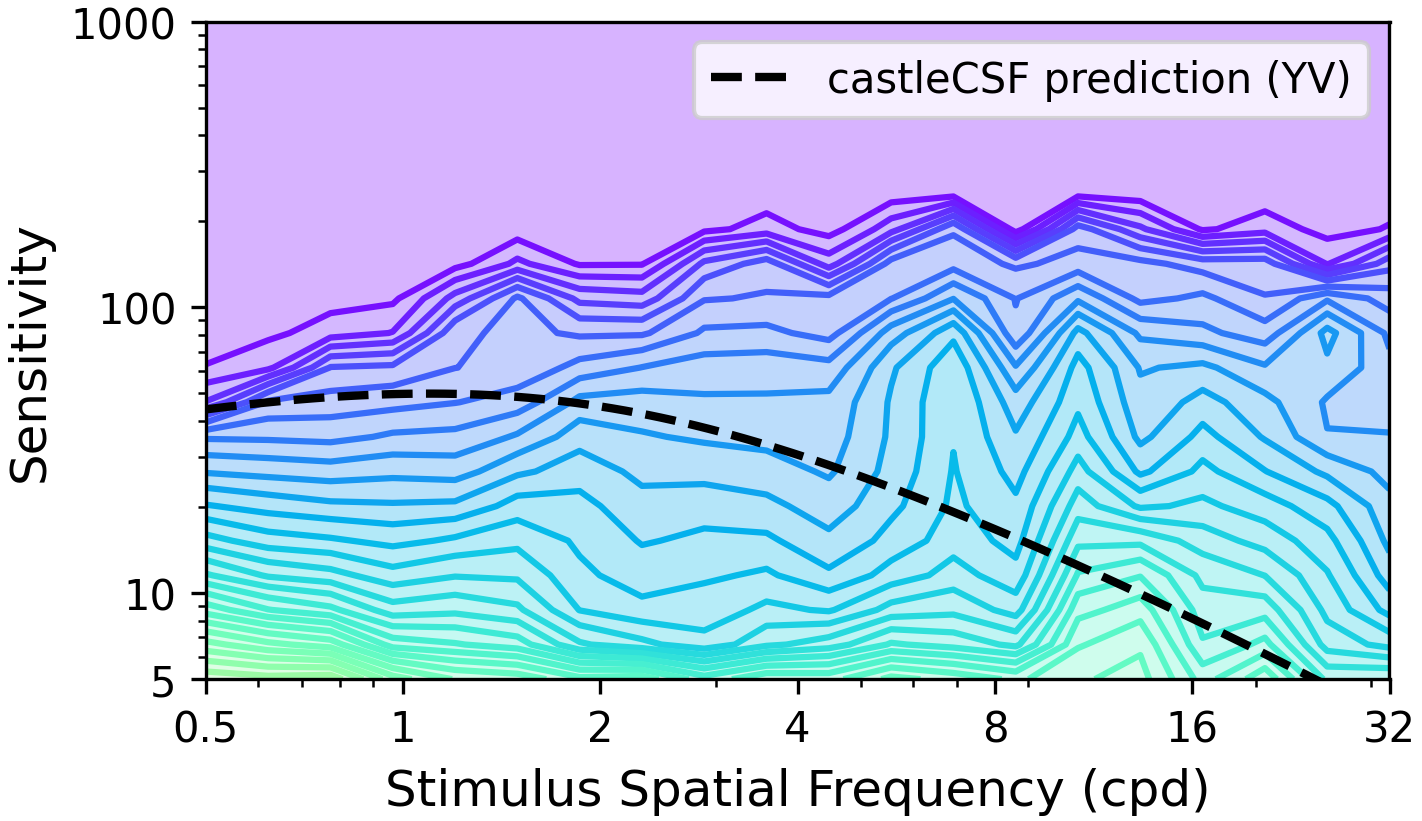 1000
100
10
5
Sensitivity
castleCSF prediction (YV)
0.5 1 2 4 8 16 32
Stimulus Spatial Frequency (cpd)